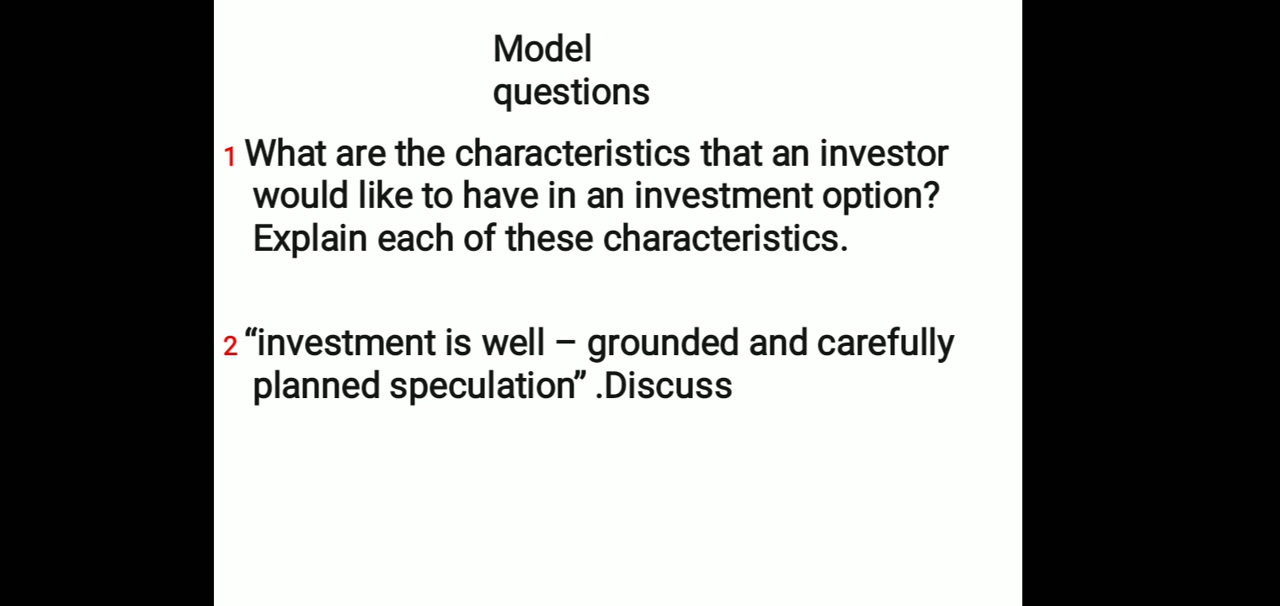 Model
questions
1 What are the characteristics that an investor
would like to have in an investment option?
Explain each of these characteristics.
2 “investment is well – grounded and carefully
planned speculation” .Discuss